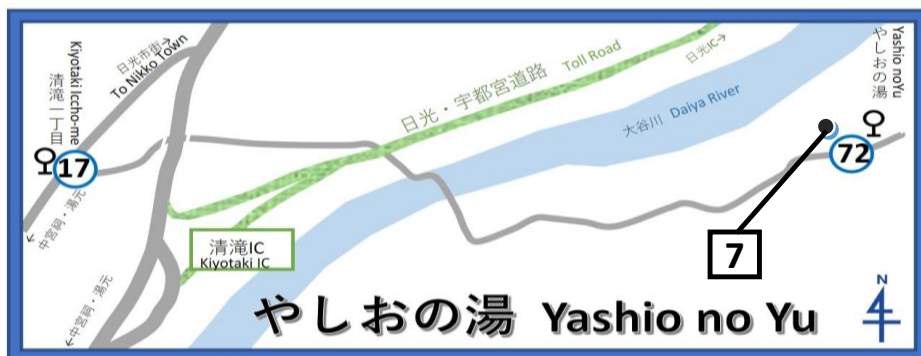 Kiyotaki Iccho-me
清滝一丁目
日光市街→
To Nikko Town
17
←
中宮祠・湯元
←中宮祠・湯元
清滝IC
Kiyotaki IC
日光・宇都宮道路 Toll Road
日光IC→
大谷川 Daiya River
Yashio noYu
やしおの湯
72
7
やしおの湯 Yashio no Yu
N